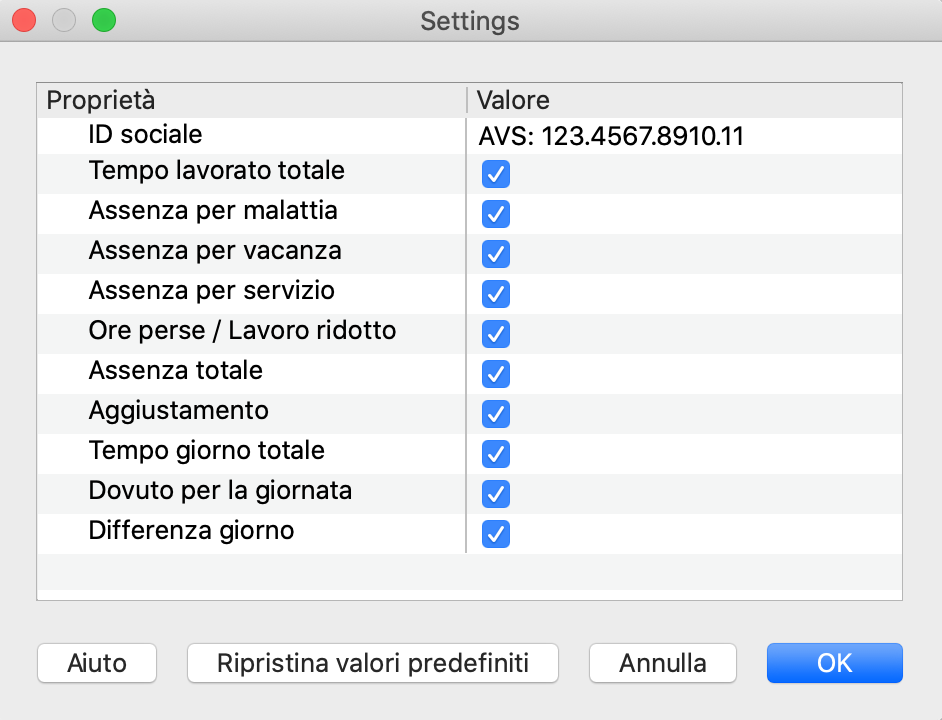 Settings
Proprietà Valore
ID sociale AVS: 123.4567.8910.11
Tempo lavorato totale
Assenza per malattia
Assenza per vacanza
Assenza per servizio
Ore perse / Lavoro ridotto
Assenza totale
Aggiustamento
Tempo giorno totale
Dovuto per la giornata
Differenza giorno
Aiuto Ripristina valori predefiniti Annulla OK